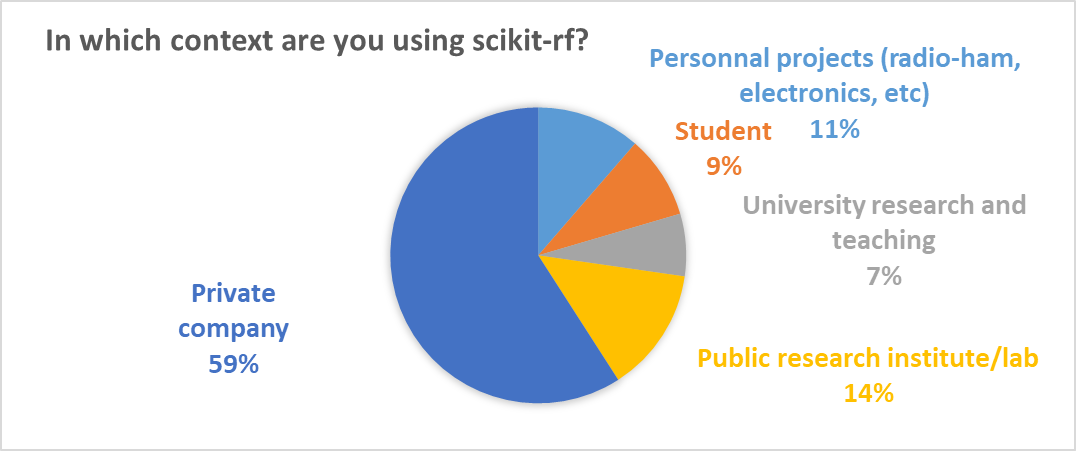 In which context are you using scikit-rf?
Personnal projects (radio-ham,
electronics, etc)
11%
Student
9%
University research and
teaching
7%
Private
company
59%
Public research institute/lab
14%